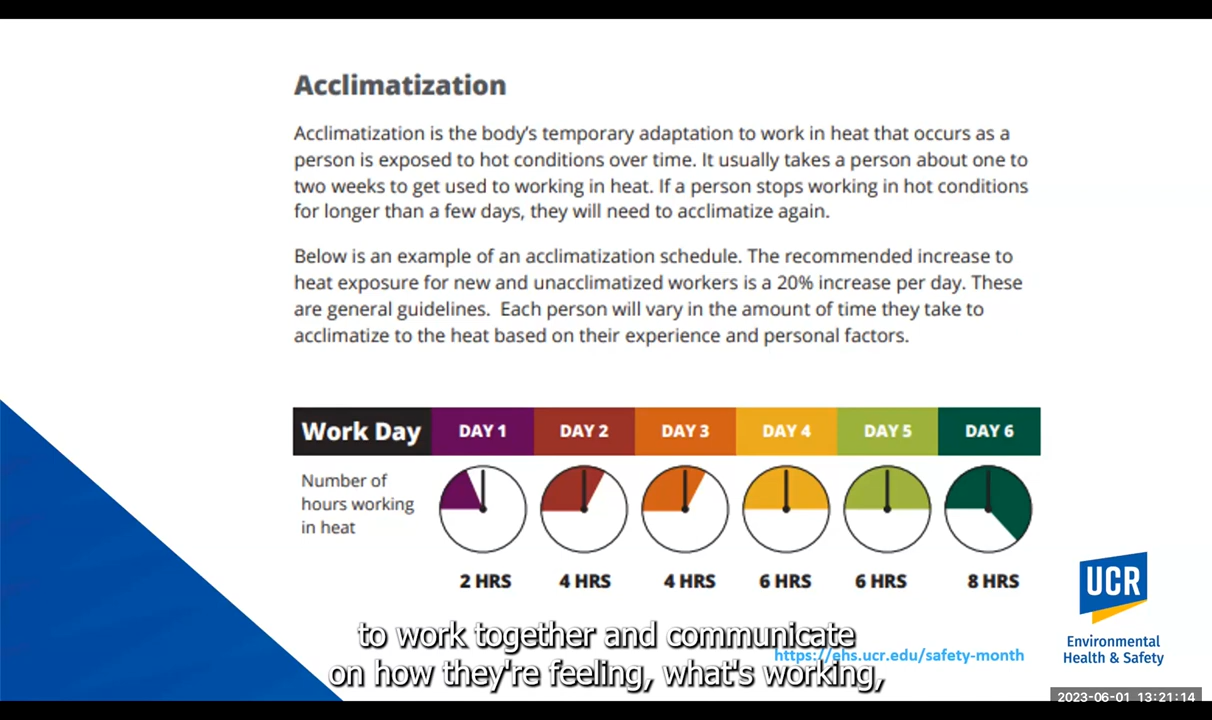 Acclimatization
Acclimatization is the body's temporary adaptation to work in heat that occurs as a
person is exposed to hot conditions over time. It usually takes a person about one to
two weeks to get used to working in heat. If a person stops working in hot conditions
for longer than a few days, they will need to acclimatize again.
Below is an example of an acclimatization schedule. The recommended increase to
heat exposure for new and unacclimatized workers is a 20% increase per day. These
are general guidelines. Each person will vary in the amount of time they take to
acclimatize to the heat based on their experience and personal factors.
Work Day DAY 1 DAY 2 DAY 3 DAY 4 DAY 5 DAY 6
Number of
hours working
in heat
2 HRS 4 HRS 4 HRS 6 HRS 6 HRS 8 HRS
UCR
Environmental
Health & Safety
https://ehs.ucr.edu/safety-month
to work together and communicate
on how they're feeling, what's working,
2023-06-01 13:21:14